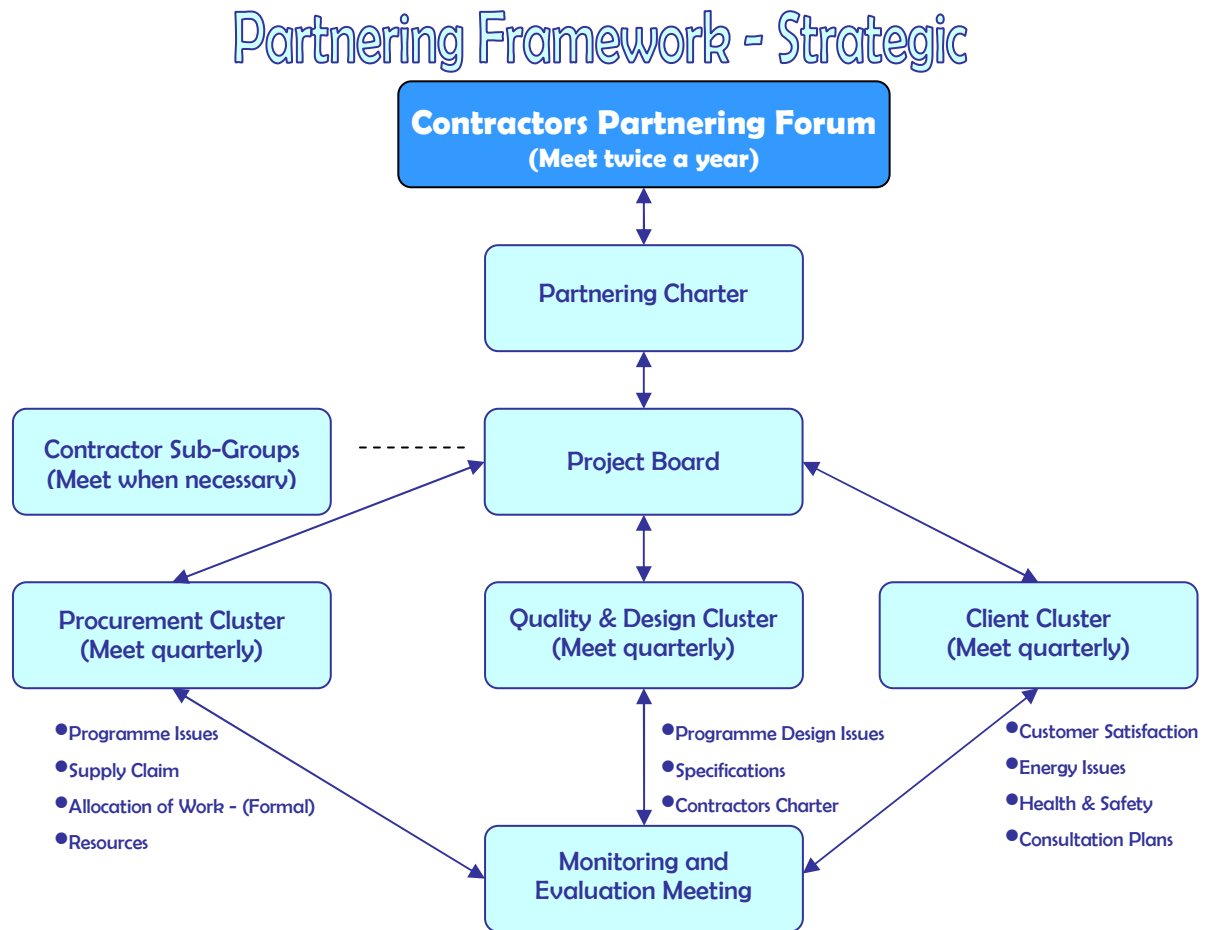 Partnering Framework - Strategic
Contractors Partnering Forum
(Meet twice a year)
Partnering Charter
Contractor Sub-Groups
(Meet when necessary)
Project Board
Procurement Cluster
(Meet quarterly)
Quality & Design Cluster
(Meet quarterly)
Client Cluster
(Meet quarterly)
•Programme Issues
•Supply Claim
•Allocation of Work - (Formal)
•Resources
•Programme Design Issues
•Specifications
•Contractors Charter
•Customer Satisfaction
•Energy Issues
•Health & Safety
•Consultation Plans
Monitoring and
Evaluation Meeting